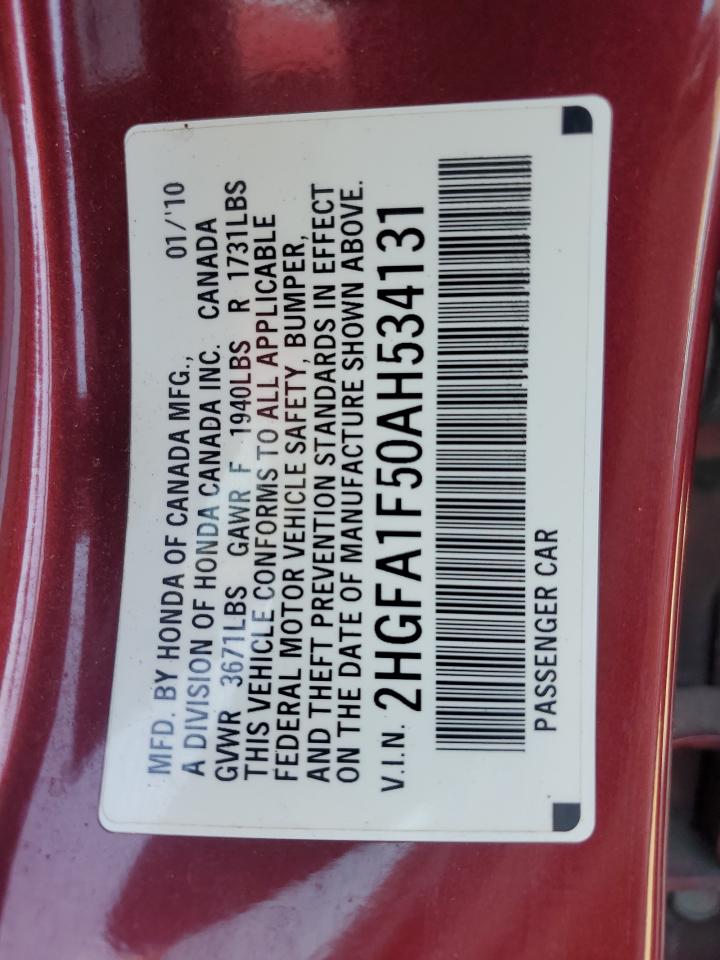 MFD. BY HONDA OF CANADA MFG., 01/'10
A DIVISION OF HONDA CANADA INC. CANADA
GVWR 3671LBS GAWR F 1940LBS R 1731LBS
THIS VEHICLE CONFORMS TO ALL APPLICABLE
FEDERAL MOTOR VEHICLE SAFETY, BUMPER,
AND THEFT PREVENTION STANDARDS IN EFFECT
ON THE DATE OF MANUFACTURE SHOWN ABOVE.
V.I.N. 2HGFA1F50AH534131
PASSENGER CAR